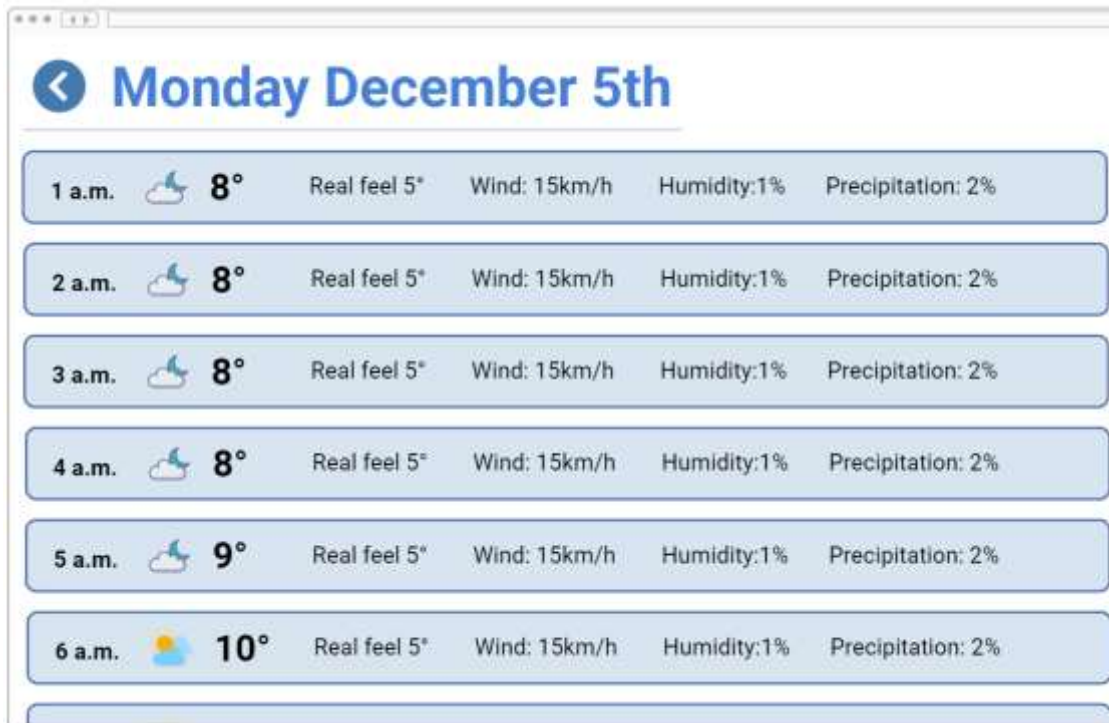 Monday December 5th
1 a.m. 8° Real feel 5° Wind: 15km/h Humidity:1% Precipitation: 2%
2 a.m. 8° Real feel 5° Wind: 15km/h Humidity:1% Precipitation: 2%
3 a.m. 8° Real feel 5° Wind: 15km/h Humidity:1% Precipitation: 2%
4 a.m. 8° Real feel 5° Wind: 15km/h Humidity:1% Precipitation: 2%
5 a.m. 9° Real feel 5° Wind: 15km/h Humidity:1% Precipitation: 2%
6 a.m. 10° Real feel 5° Wind: 15km/h Humidity:1% Precipitation: 2%